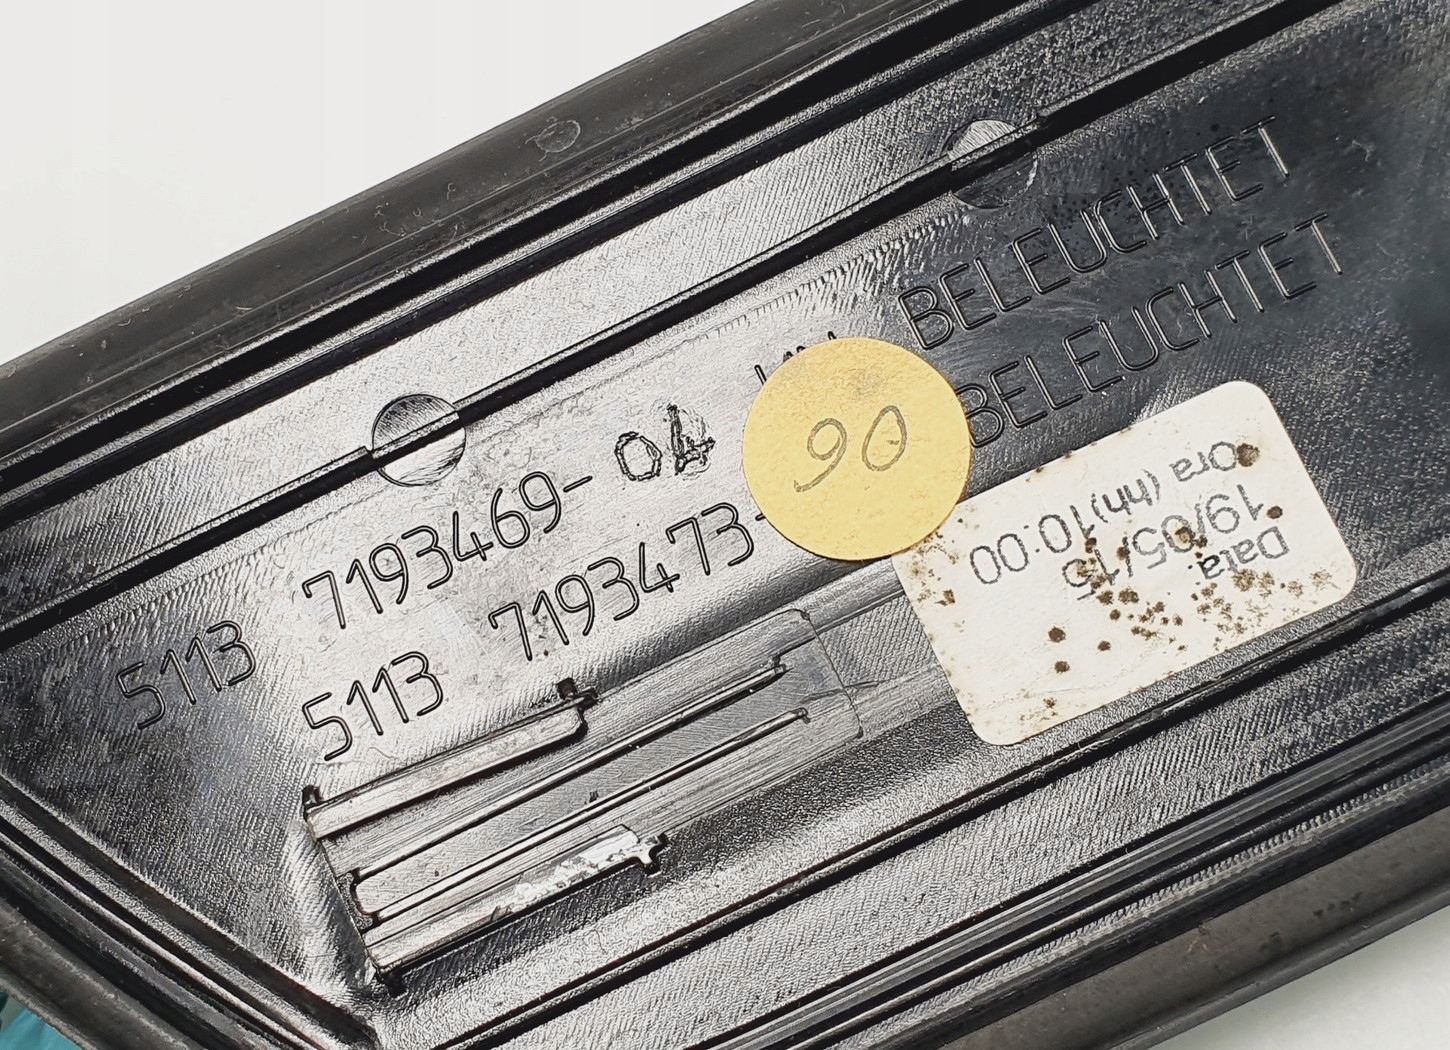 5113 7193469- 04 BELEUCHTET
5113 7193473- BELEUCHTET
90
Data:
19/05/15
Ora (hh)10:00